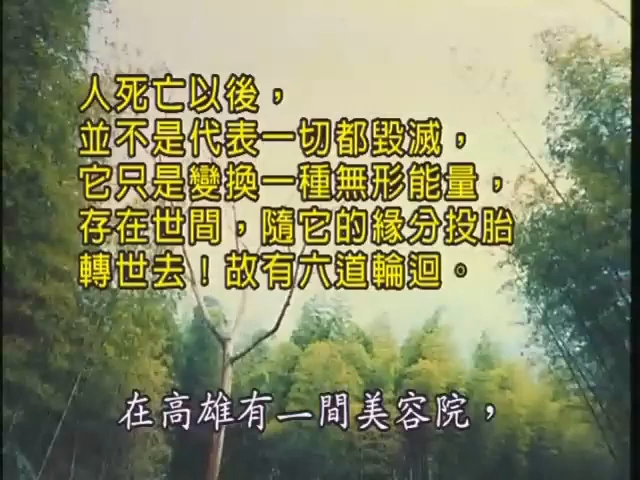 人死亡以後，
並不是代表一切都毀滅，
它只是變換一種無形能量，
存在世間，隨它的緣分投胎
轉世去！故有六道輪迴。
在高雄有一間美容院，